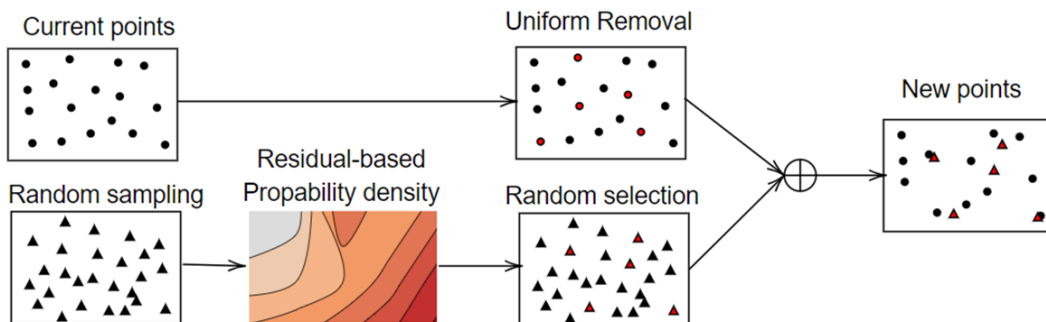 Current points
Uniform Removal
New points
Random sampling
Residual-based
Propability density
Random selection